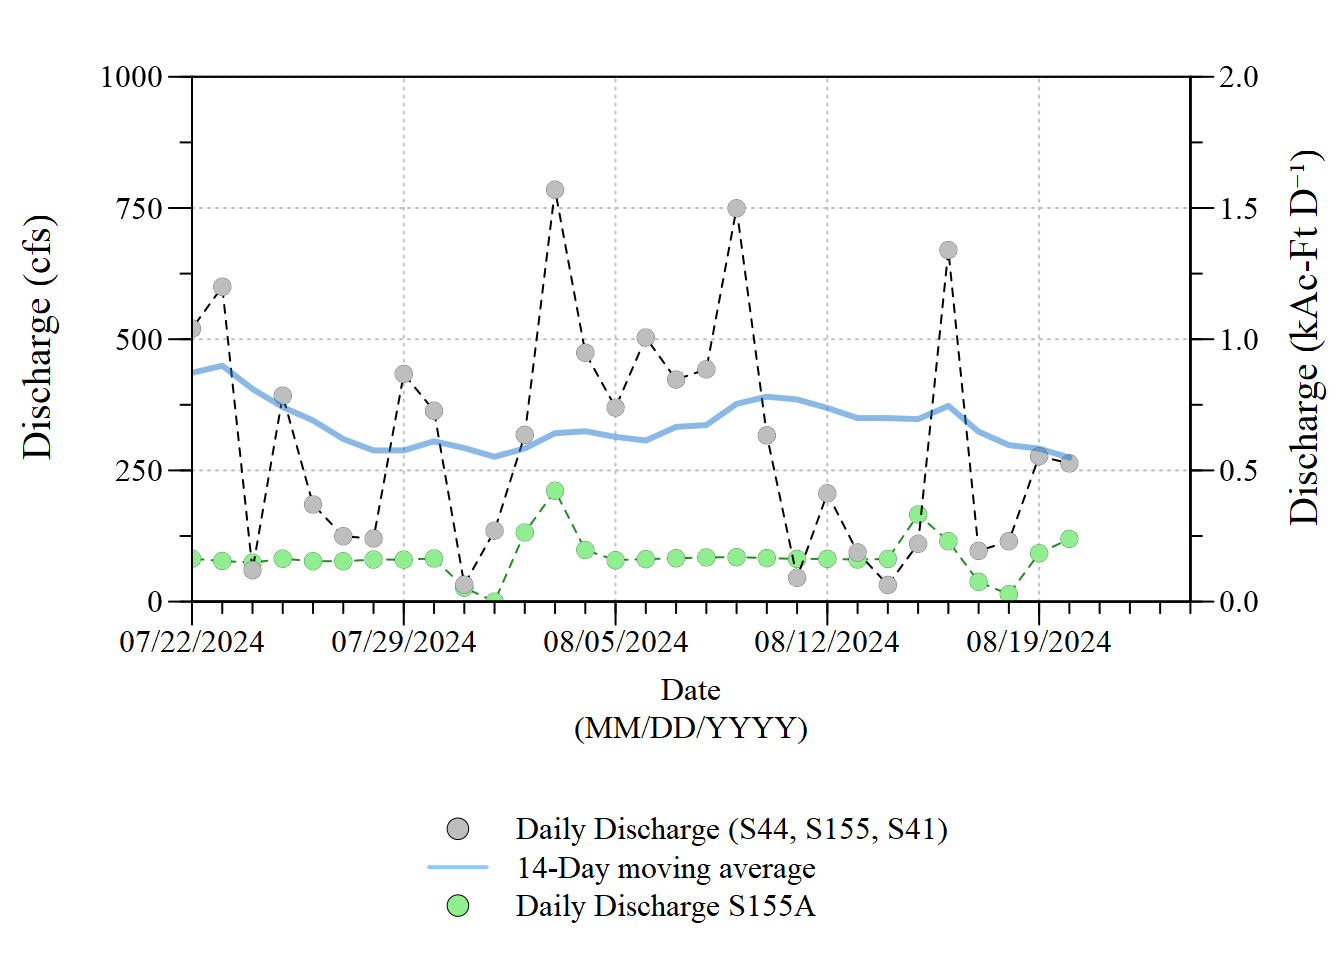 1000
750
500
250
0
Discharge (cfs)
2.0
1.5
1.0
0.5
0.0
Discharge (kAc-Ft D⁻¹)
07/22/2024
07/29/2024
08/05/2024
08/12/2024
08/19/2024
Date
(MM/DD/YYYY)
Daily Discharge (S44, S155, S41)
14-Day moving average
Daily Discharge S155A